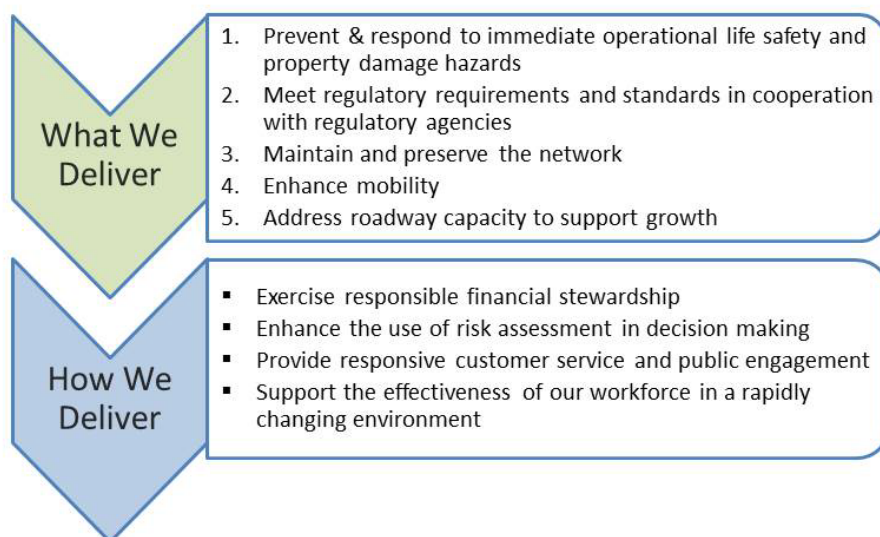 What We
Deliver
1. Prevent & respond to immediate operational life safety and
property damage hazards
2. Meet regulatory requirements and standards in cooperation
with regulatory agencies
3. Maintain and preserve the network
4. Enhance mobility
5. Address roadway capacity to support growth
How We
Deliver
▪ Exercise responsible financial stewardship
▪ Enhance the use of risk assessment in decision making
▪ Provide responsive customer service and public engagement
▪ Support the effectiveness of our workforce in a rapidly
changing environment